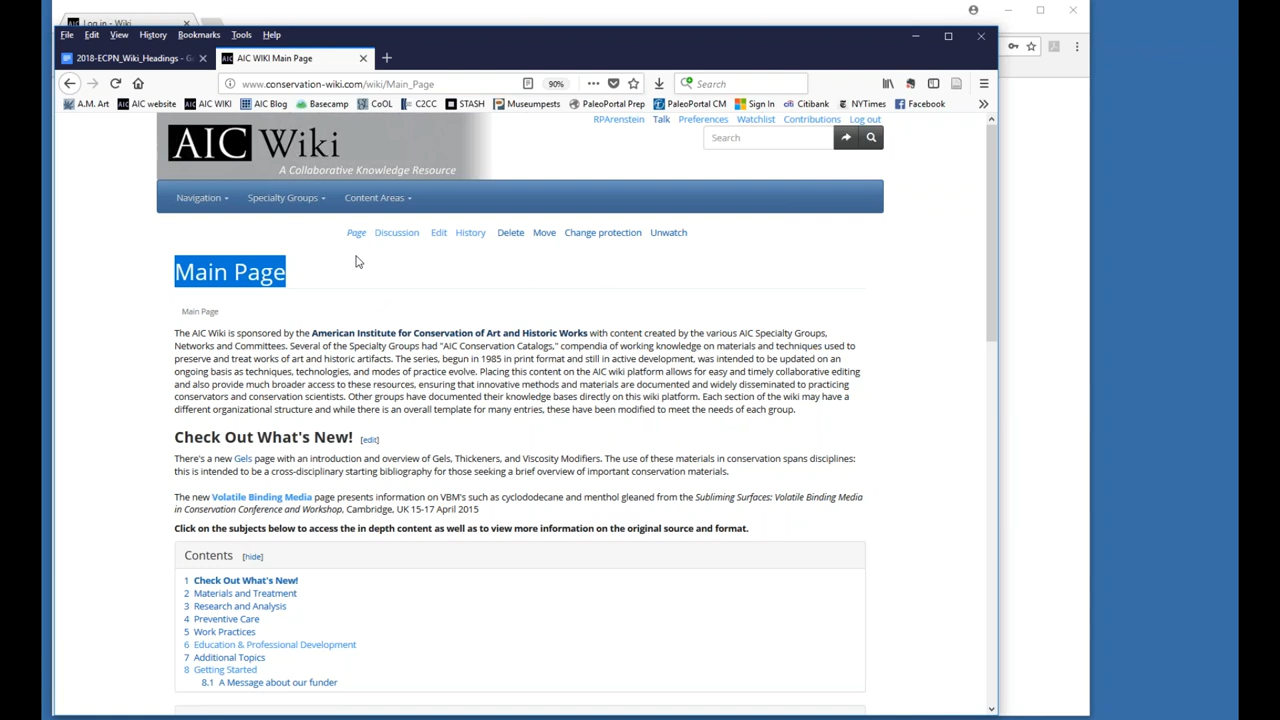 Log in - Wiki
File Edit View History Bookmarks Tools Help
2018-ECPN_Wiki_Headings - G
AIC WIKI Main Page
www.conservation-wiki.com/wiki/Main_Page
90%
Search
A.M. Art AIC website AIC WIKI AIC Blog Basecamp CoOL C2CC STASH Museumpests PaleoPortal Prep PaleoPortal CM Sign In Citibank NYTimes Facebook
RPArenstein Talk Preferences Watchlist Contributions Log out
AIC Wiki
A Collaborative Knowledge Resource
Search
Navigation Specialty Groups Content Areas
Page Discussion Edit History Delete Move Change protection Unwatch
Main Page
Main Page
The AIC Wiki is sponsored by the American Institute for Conservation of Art and Historic Works with content created by the various AIC Specialty Groups,
Networks and Committees. Several of the Specialty Groups had "AIC Conservation Catalogs," compendia of working knowledge on materials and techniques used to
preserve and treat works of art and historic artifacts. The series, begun in 1985 in print format and still in active development, was intended to be updated on an
ongoing basis as techniques, technologies, and modes of practice evolve. Placing this content on the AIC wiki platform allows for easy and timely collaborative editing
and also provide much broader access to these resources, ensuring that innovative methods and materials are documented and widely disseminated to practicing
conservators and conservation scientists. Other groups have documented their knowledge bases directly on this wiki platform. Each section of the wiki may have a
different organizational structure and while there is an overall template for many entries, these have been modified to meet the needs of each group.
Check Out What's New! [edit]
There's a new Gels page with an introduction and overview of Gels, Thickeners, and Viscosity Modifiers. The use of these materials in conservation spans disciplines:
this is intended to be a cross-disciplinary starting bibliography for those seeking a brief overview of important conservation materials.
The new Volatile Binding Media page presents information on VBM's such as cyclododecane and menthol gleaned from the Subliming Surfaces: Volatile Binding Media
in Conservation Conference and Workshop, Cambridge, UK 15-17 April 2015
Click on the subjects below to access the in depth content as well as to view more information on the original source and format.
Contents [hide]
1 Check Out What's New!
2 Materials and Treatment
3 Research and Analysis
4 Preventive Care
5 Work Practices
6 Education & Professional Development
7 Additional Topics
8 Getting Started
8.1 A Message about our funder